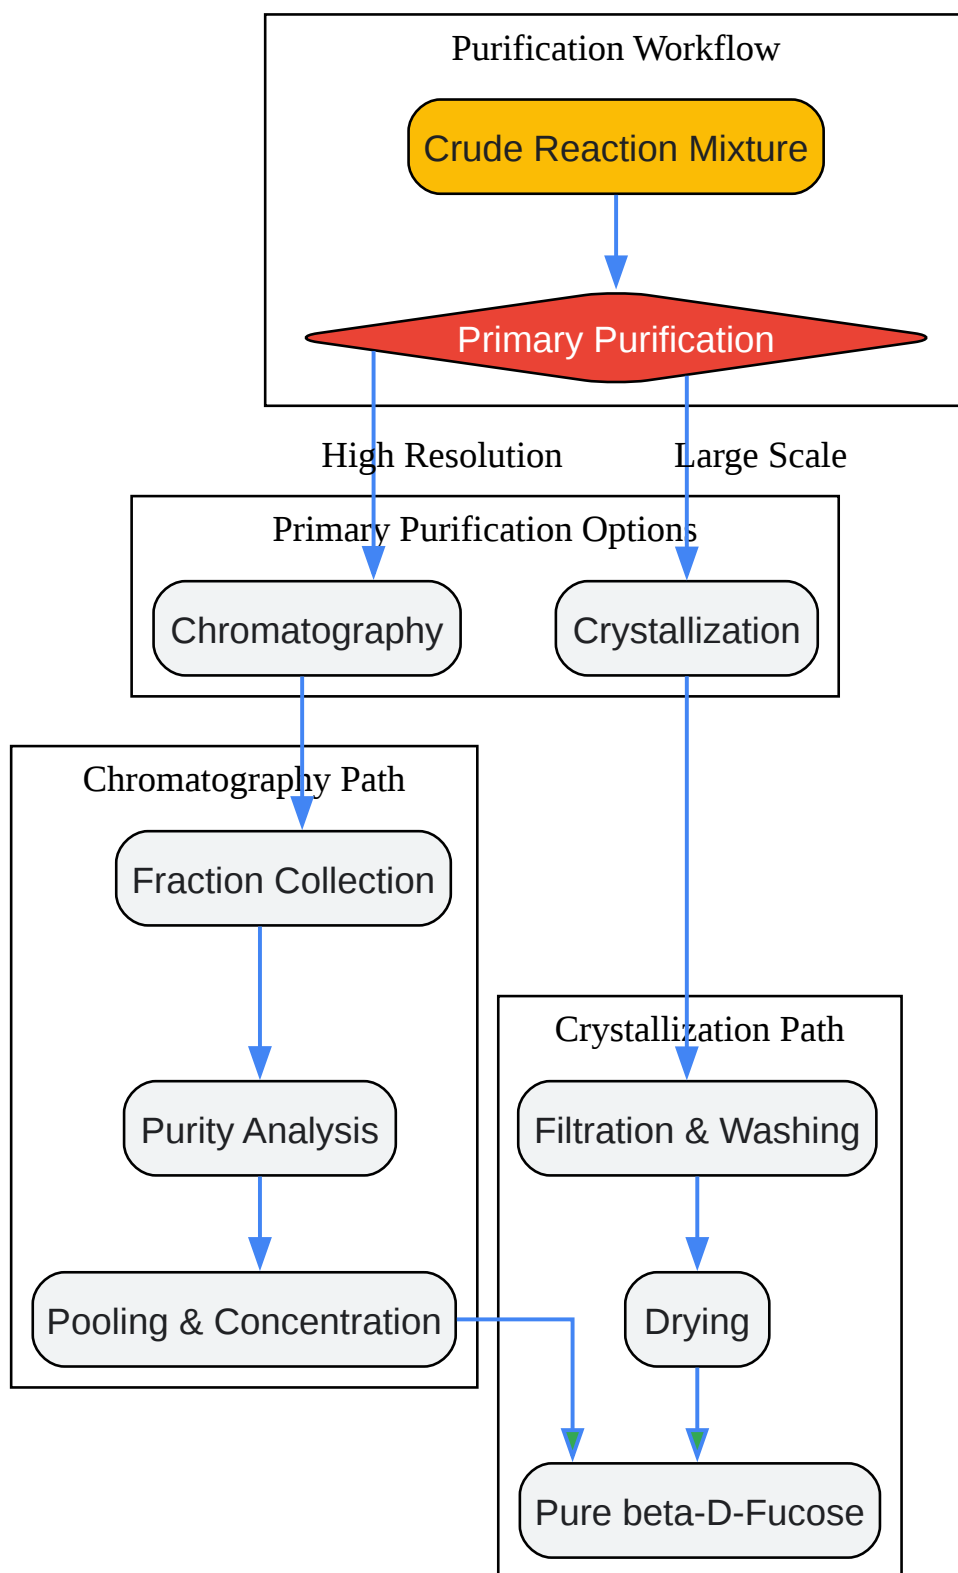 Purification Workflow
Crude Reaction Mixture
Primary Purification
High Resolution
Large Scale
Primary Purification Options
Chromatography
Crystallization
Chromatography Path
Fraction Collection
Purity Analysis
Pooling & Concentration
Crystallization Path
Filtration & Washing
Drying
Pure beta-D-Fucose